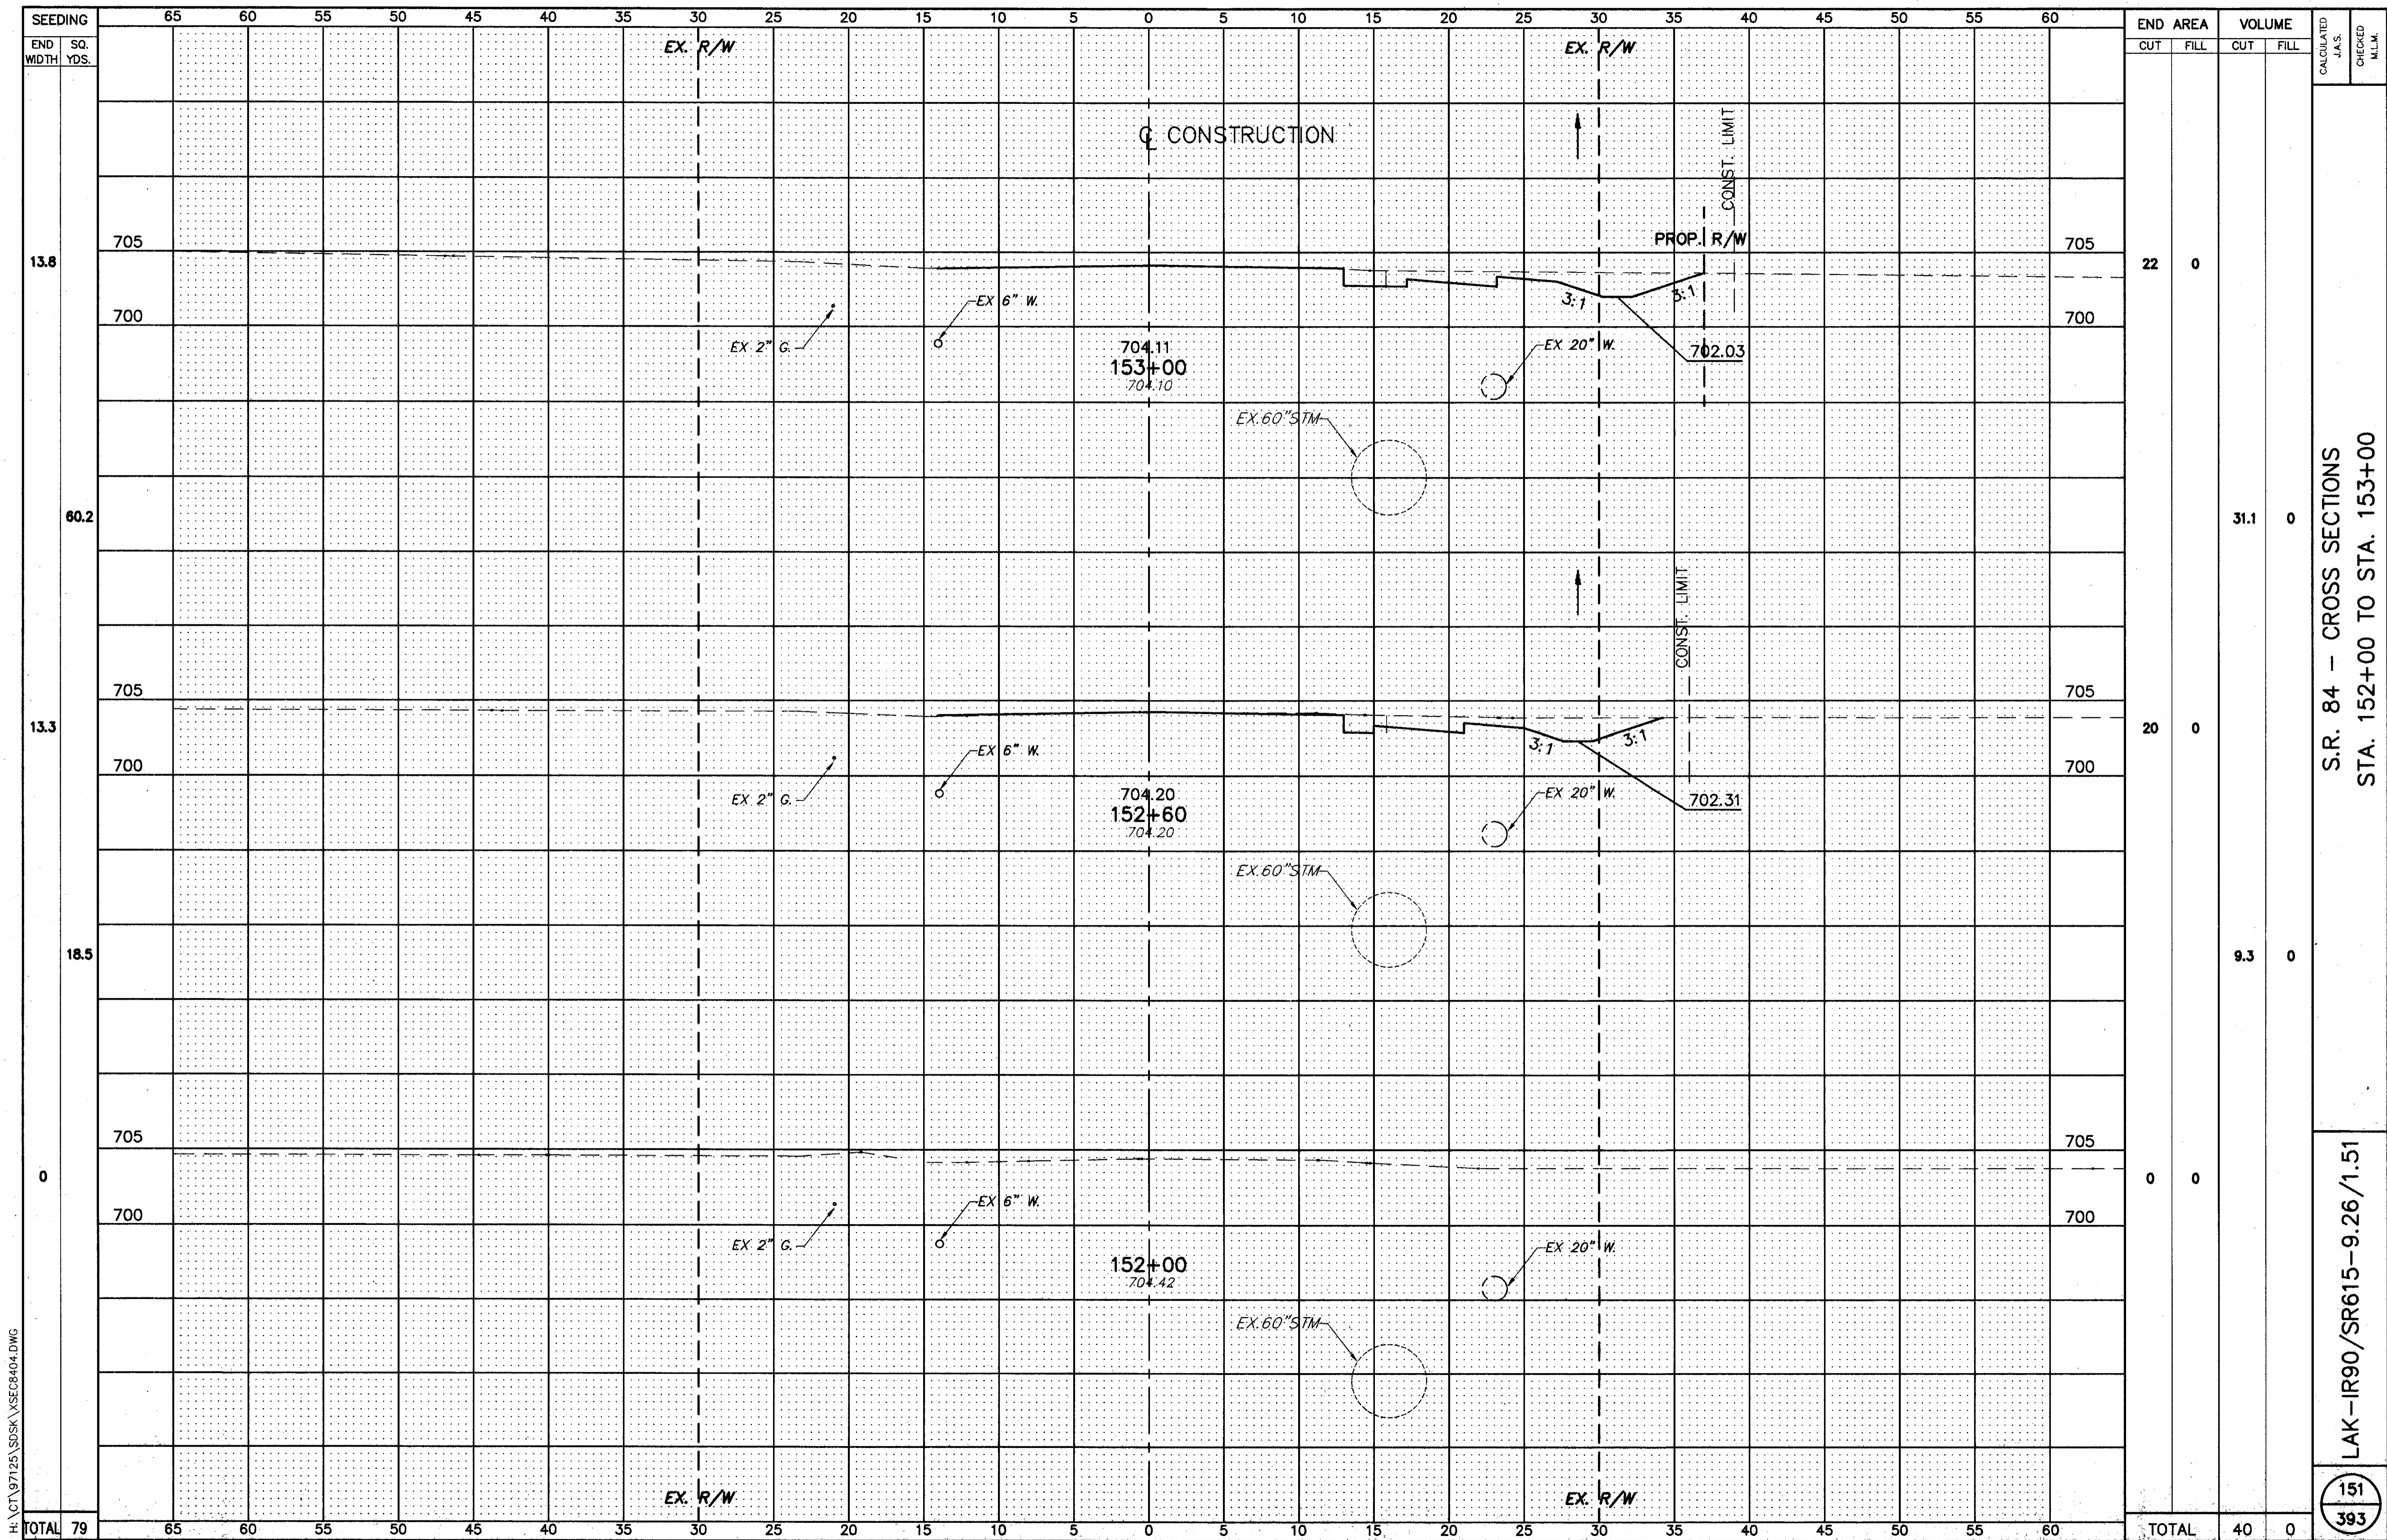 SEEDING
END WIDTH
SQ. YDS.
65 60 55 50 45 40 35 30 25 20 15 10 5 0 5 10 15 20 25 30 35 40 45 50 55 60
END AREA
VOLUME
CUT FILL CUT FILL
CALCULATED
J.A.S.
CHECKED
M.L.M.
EX. R/W
EX. R/W
℄ CONSTRUCTION
CONST. LIMIT
PROP. R/W
705
705
13.8
22 0
3:1
3:1
EX 6" W.
700
700
EX 2" G.
704.11
153+00
704.10
EX 20" W.
702.03
EX.60"STM
60.2
31.1 0
CONST. LIMIT
705
705
13.3
20 0
3:1
3:1
EX 6" W.
700
700
EX 2" G.
704.20
152+60
704.20
EX 20" W.
702.31
EX.60"STM
18.5
9.3 0
705
705
0
0 0
EX 6" W.
700
700
EX 2" G.
152+00
704.42
EX 20" W.
EX.60"STM
EX. R/W
EX. R/W
65 60 55 50 45 40 35 30 25 20 15 10 5 0 5 10 15 20 25 30 35 40 45 50 55 60
TOTAL 79
TOTAL 40 0
S.R. 84 – CROSS SECTIONS
STA. 152+00 TO STA. 153+00
LAK–IR90/SR615–9.26/1.51
151
393
H:\CT\97125\SDSK\XSEC8404.DWG